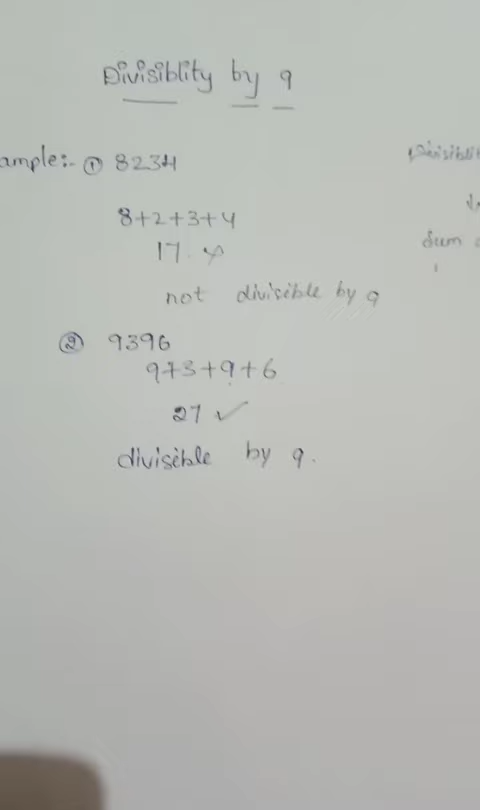 Divisiblity by 9
ample:- ① 8234
8+2+3+4
17 ×
not divisible by 9
② 9396
9+3+9+6
27 ✓
divisible by 9.
Sum